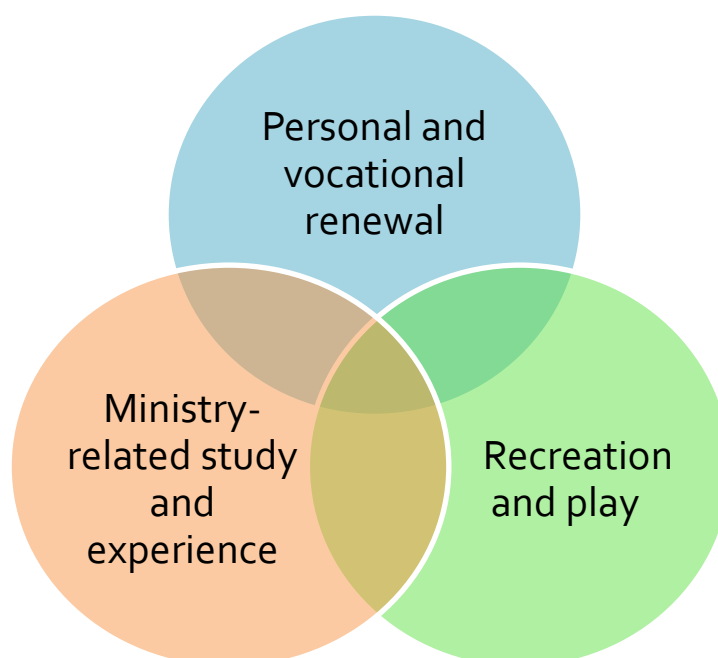 Personal and
vocational
renewal
Ministry-
related study
and
experience
Recreation
and play